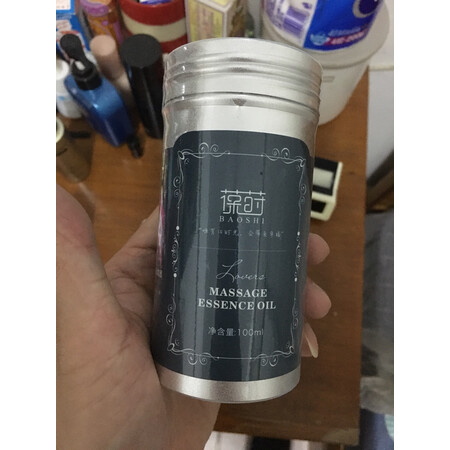 葆莳
BAOSHI
Lovers
MASSAGE
ESSENCE OIL
净含量:100ml